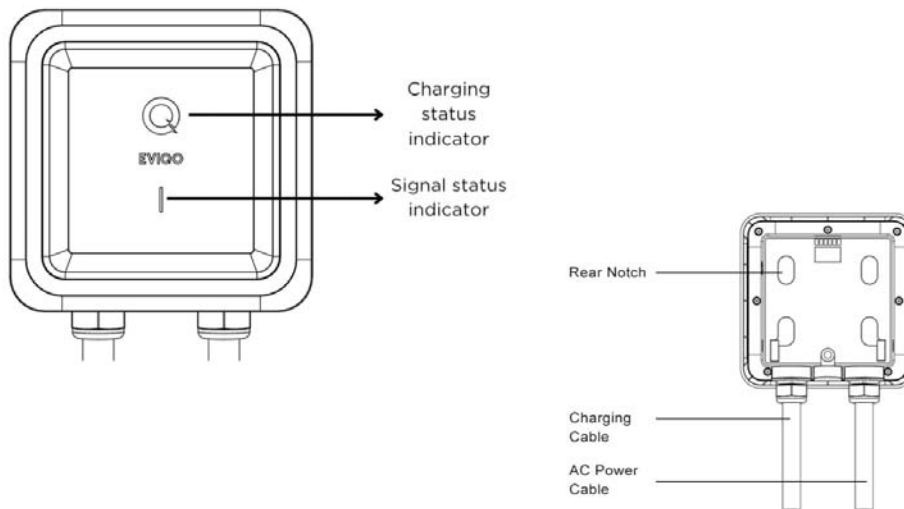 Charging
status
indicator
EVIQO
Signal status
indicator
Rear Notch
Charging
Cable
AC Power
Cable